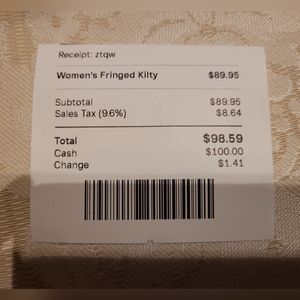 Receipt: ztqw
Women's Fringed Kilty $89.95
Subtotal $89.95
Sales Tax (9.6%) $8.64
Total $98.59
Cash $100.00
Change $1.41